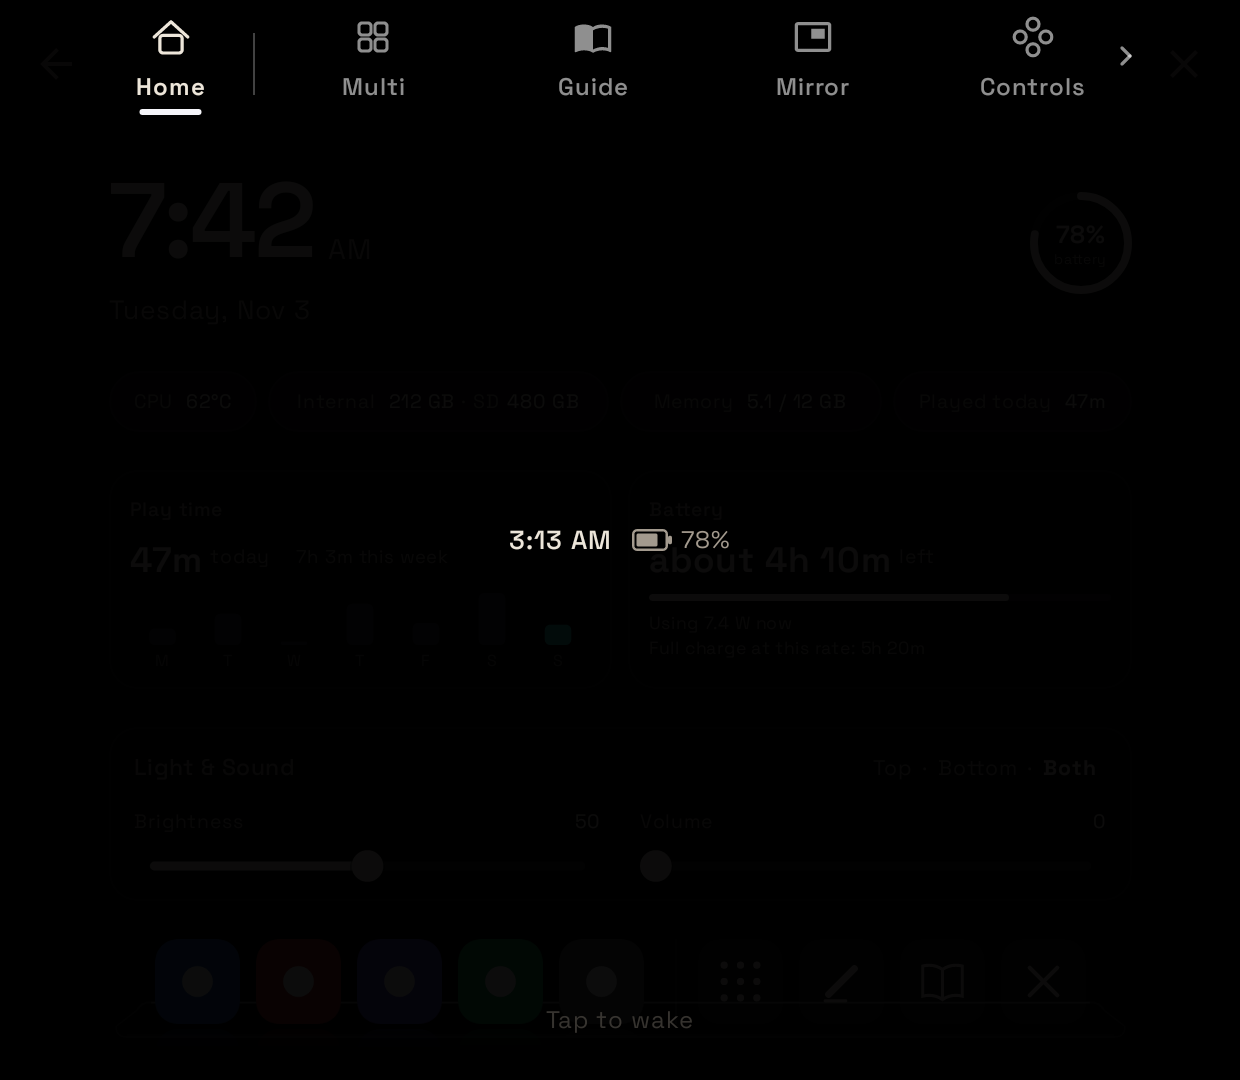 Home
Multi
Guide
Mirror
Controls
7:42 AM
78%
battery
Tuesday, Nov 3
CPU 62°C
Internal 212 GB · SD 480 GB
Memory 5.1 / 12 GB
Played today 47m
Play time
Battery
3:13 AM 78%
47m today 7h 3m this week
about 4h 10m left
Using 7.4 W now
Full charge at this rate: 5h 20m
M T W T F S S
Light & Sound
Top · Bottom · Both
Brightness 50
Volume 0
Tap to wake